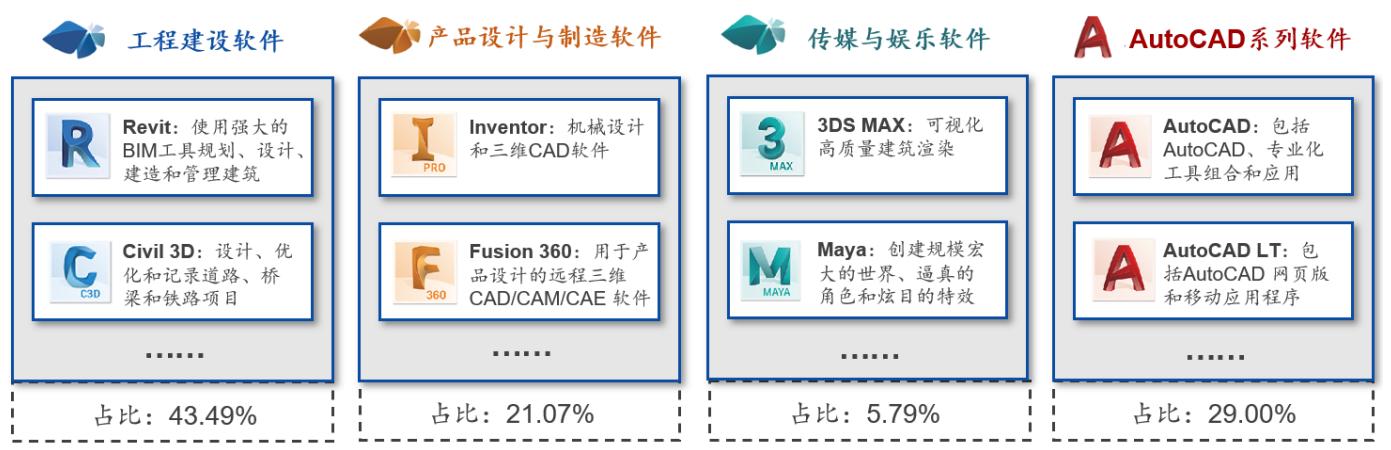 工程建设软件
产品设计与制造软件
传媒与娱乐软件
AutoCAD系列软件
R
Revit：使用强大的
BIM工具规划、设计、
建造和管理建筑
C
C3D
Civil 3D：设计、优
化和记录道路、桥
梁和铁路项目
……
占比：43.49%
I
PRO
Inventor：机械设计
和三维CAD软件
F
360
Fusion 360：用于产
品设计的远程三维
CAD/CAM/CAE 软件
……
占比：21.07%
3
MAX
3DS MAX：可视化
高质量建筑渲染
M
MAYA
Maya：创建规模宏
大的世界、逼真的
角色和炫目的特效
……
占比：5.79%
A
A
AutoCAD：包括
AutoCAD、专业化
工具组合和应用
A
AutoCAD LT：包
括AutoCAD 网页版
和移动应用程序
……
占比：29.00%